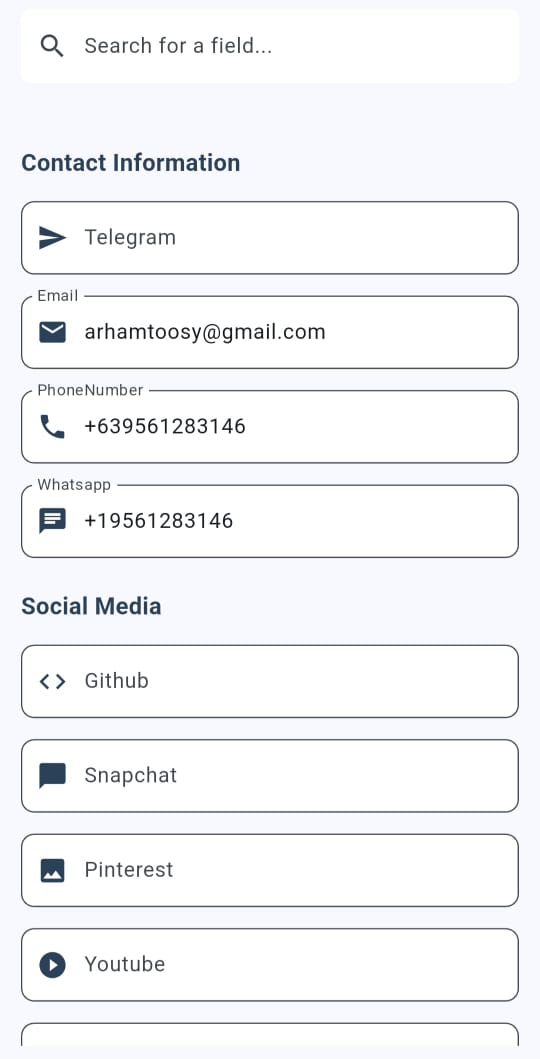 Search for a field...
Contact Information
Telegram
Email
arhamtoosy@gmail.com
PhoneNumber
+639561283146
Whatsapp
+19561283146
Social Media
Github
Snapchat
Pinterest
Youtube